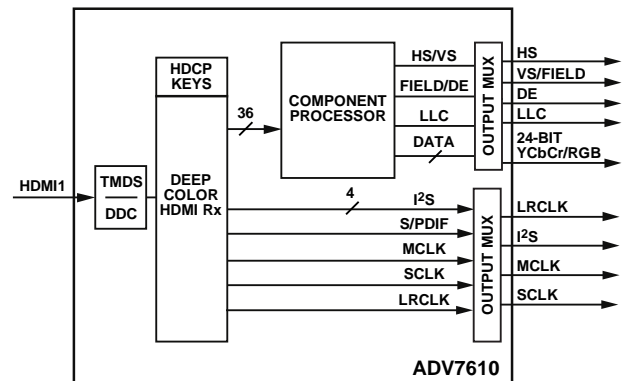 HDMI1
TMDS
DDC
HDCP
KEYS
DEEP
COLOR
HDMI Rx
36
COMPONENT
PROCESSOR
HS/VS
FIELD/DE
LLC
DATA
OUTPUT MUX
HS
VS/FIELD
DE
LLC
24-BIT
YCbCr/RGB
4
I²S
S/PDIF
MCLK
SCLK
LRCLK
OUTPUT MUX
LRCLK
I²S
MCLK
SCLK
ADV7610